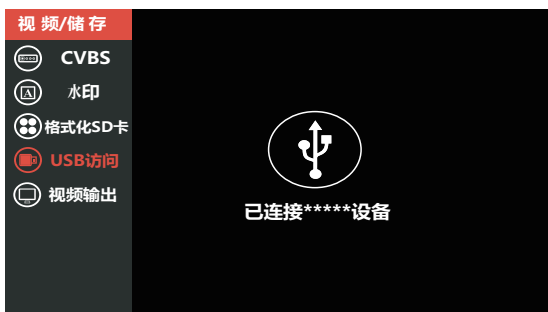 视 频/储 存
CVBS
A
水印
格式化SD卡
USB访问
视频输出
已连接*****设备